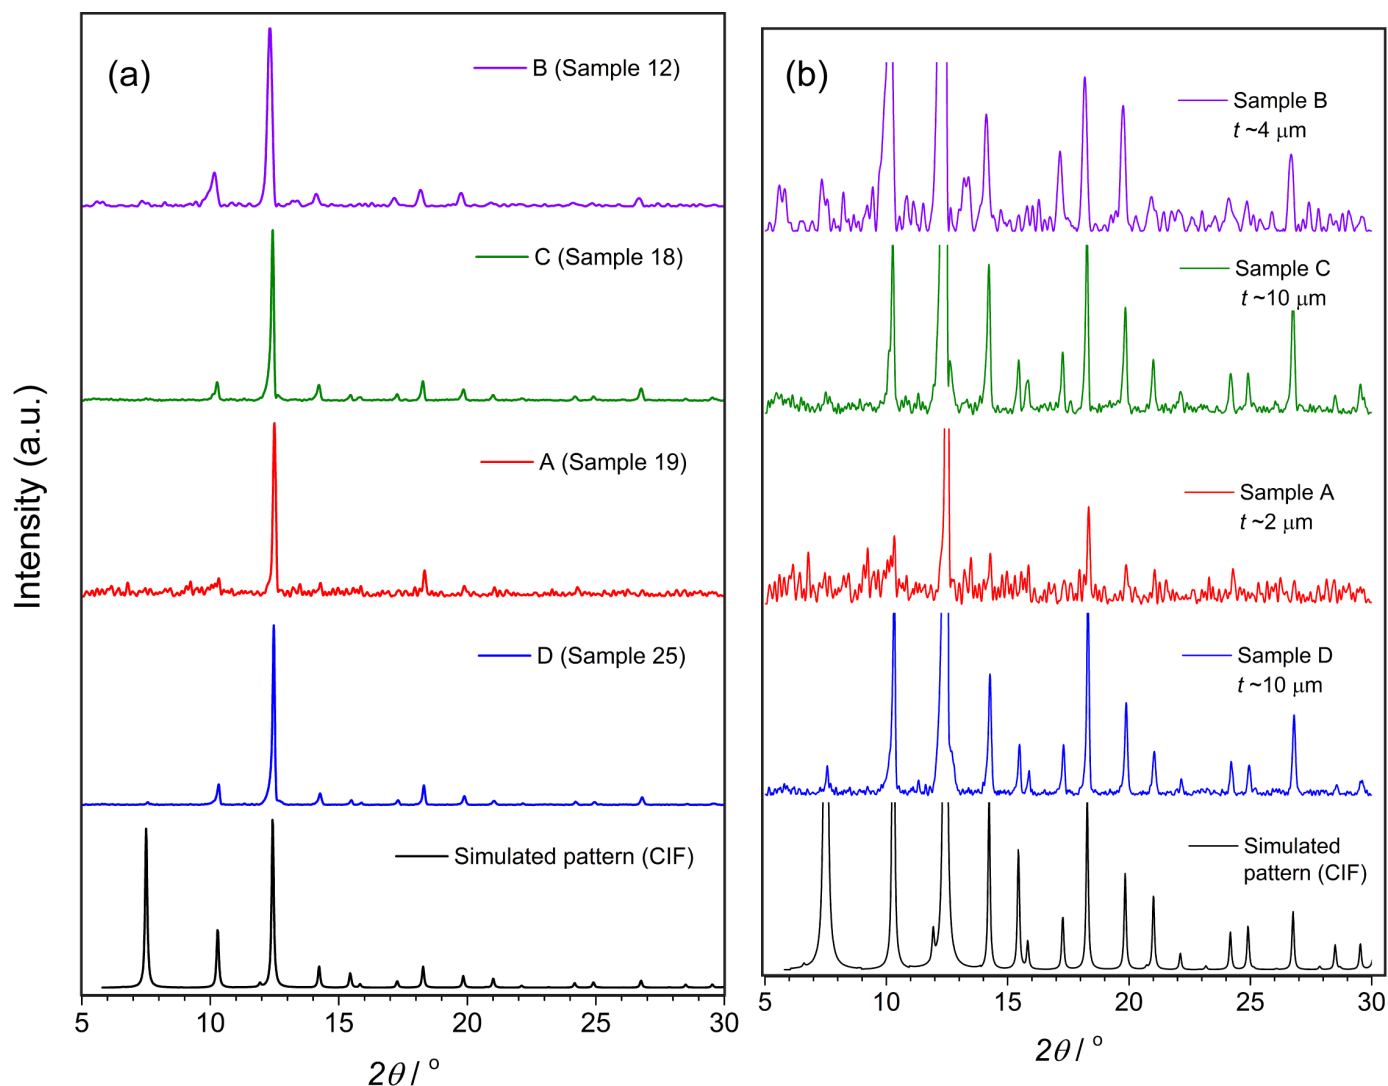 (a)
B (Sample 12)
C (Sample 18)
A (Sample 19)
D (Sample 25)
Simulated pattern (CIF)
Intensity (a.u.)
5 10 15 20 25 30
2θ / °
(b)
Sample B
t ~4 μm
Sample C
t ~10 μm
Sample A
t ~2 μm
Sample D
t ~10 μm
Simulated
pattern (CIF)
5 10 15 20 25 30
2θ / °